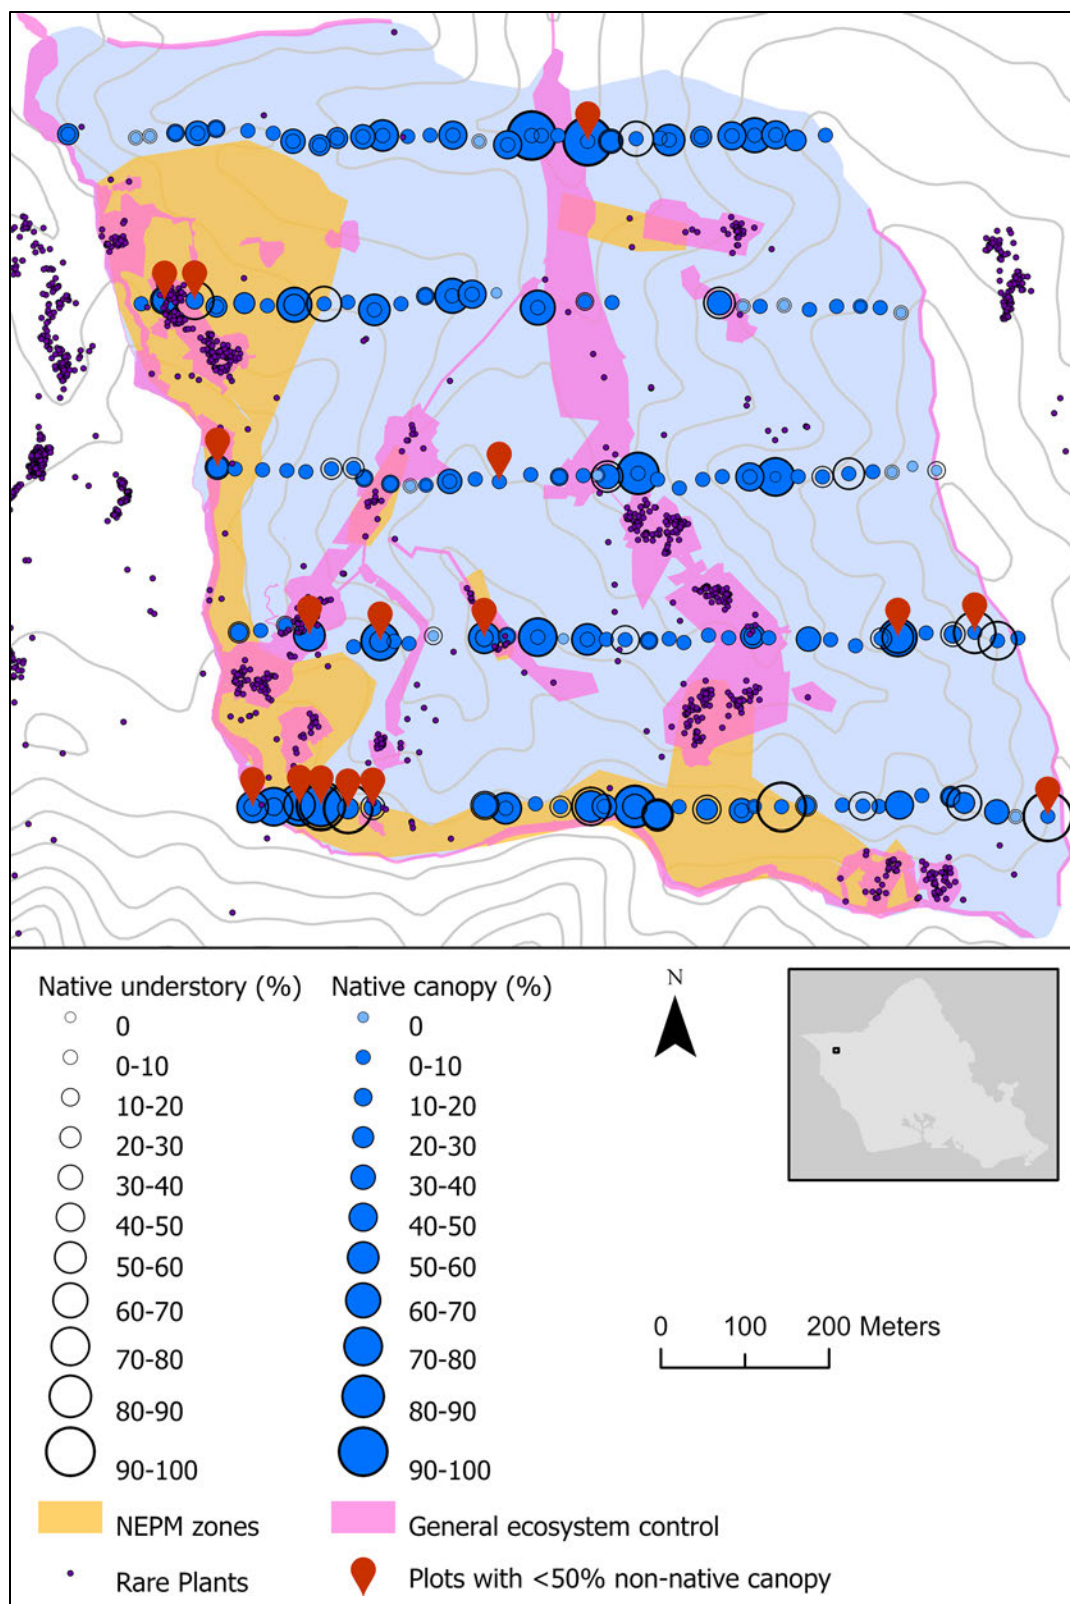 Native understory (%)
0
0-10
10-20
20-30
30-40
40-50
50-60
60-70
70-80
80-90
90-100
Native canopy (%)
0
0-10
10-20
20-30
30-40
40-50
50-60
60-70
70-80
80-90
90-100
NEPM zones
General ecosystem control
Rare Plants
Plots with <50% non-native canopy
N
0 100 200 Meters